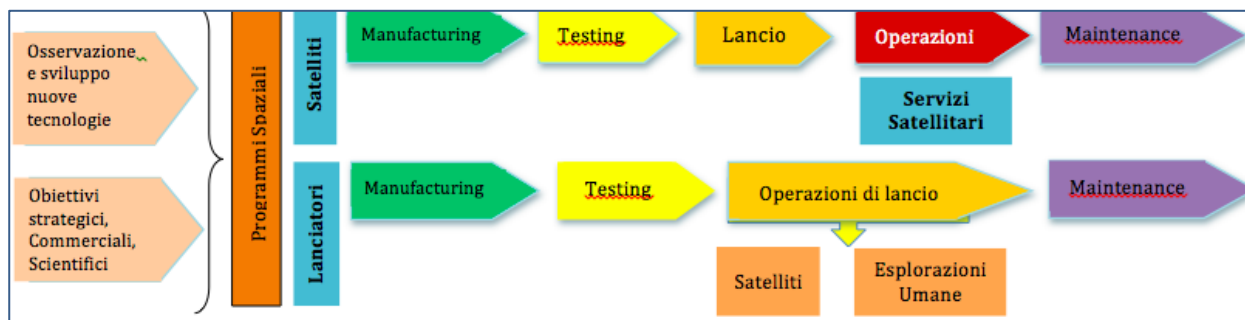 Osservazione
e sviluppo
nuove
tecnologie
Obiettivi
strategici,
Commerciali,
Scientifici
Programmi Spaziali
Satelliti
Manufacturing
Testing
Lancio
Operazioni
Maintenance
Servizi
Satellitari
Lanciatori
Manufacturing
Testing
Operazioni di lancio
Maintenance
Satelliti
Esplorazioni
Umane